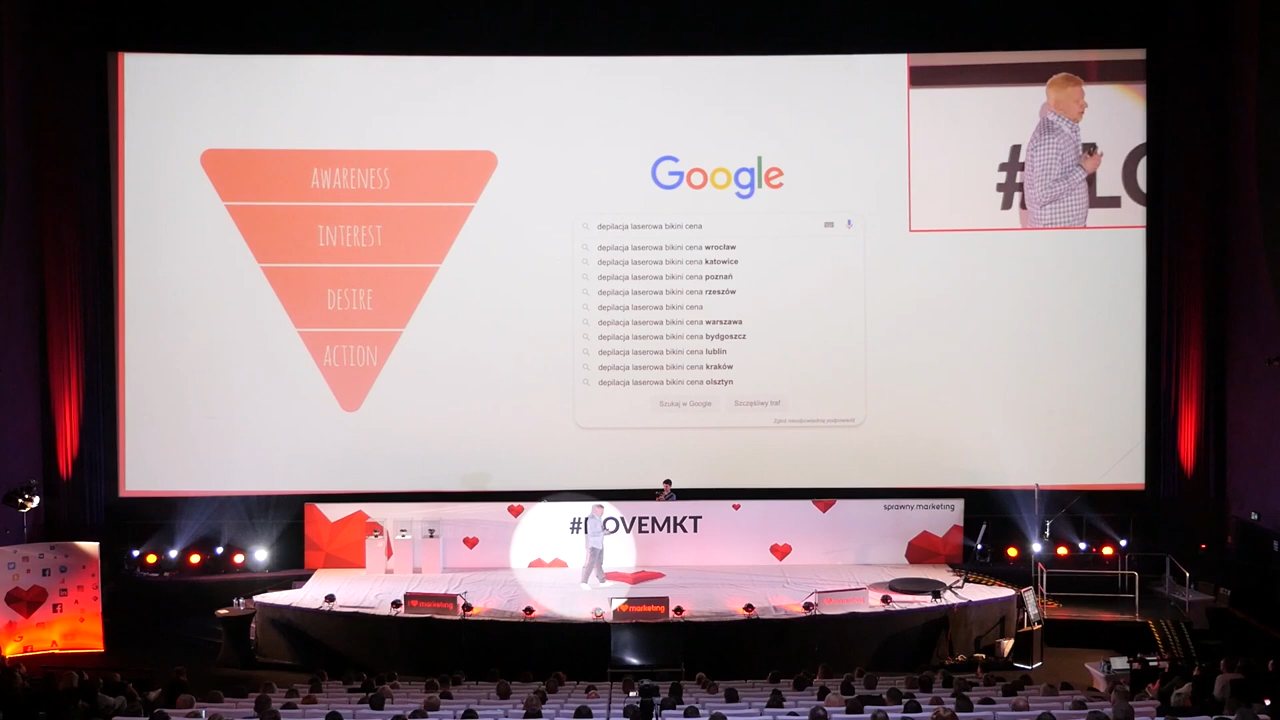 AWARENESS
INTEREST
DESIRE
ACTION
Google
depilacja laserowa bikini cena
depilacja laserowa bikini cena wrocław
depilacja laserowa bikini cena katowice
depilacja laserowa bikini cena poznań
depilacja laserowa bikini cena rzeszów
depilacja laserowa bikini cena
depilacja laserowa bikini cena warszawa
depilacja laserowa bikini cena bydgoszcz
depilacja laserowa bikini cena lublin
depilacja laserowa bikini cena kraków
depilacja laserowa bikini cena olsztyn
Szukaj w Google
Szczęśliwy traf
#LO
sprawny.marketing
marketing
marketing